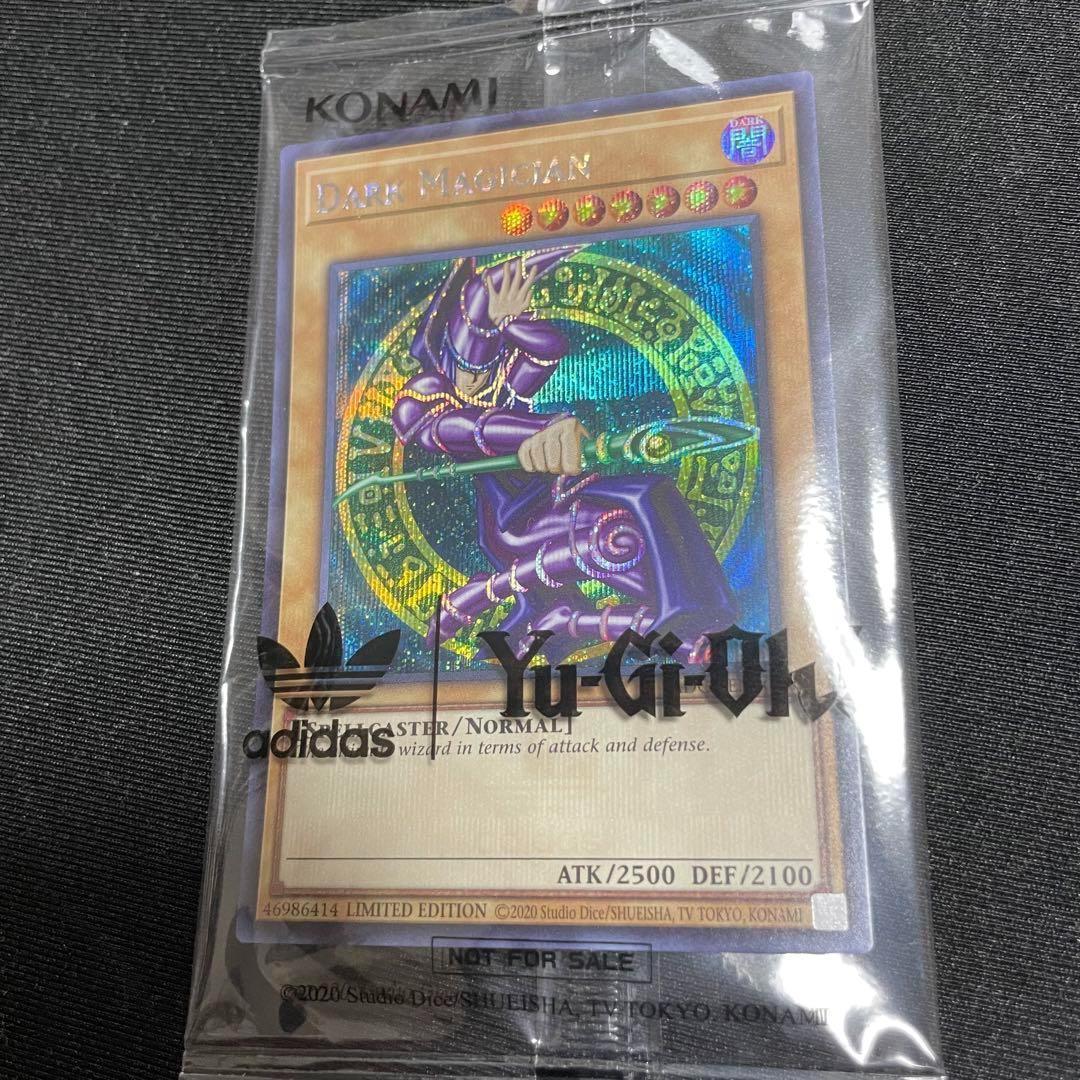 KONAMI
DARK MAGICIAN
DARK
闇
adidas
Yu-Gi-Oh!
[SPELLCASTER/NORMAL]
wizard in terms of attack and defense.
ATK/2500 DEF/2100
46986414 LIMITED EDITION ©2020 Studio Dice/SHUEISHA, TV TOKYO, KONAMI
NOT FOR SALE
©2020 Studio Dice/SHUEISHA, TV TOKYO, KONAMI